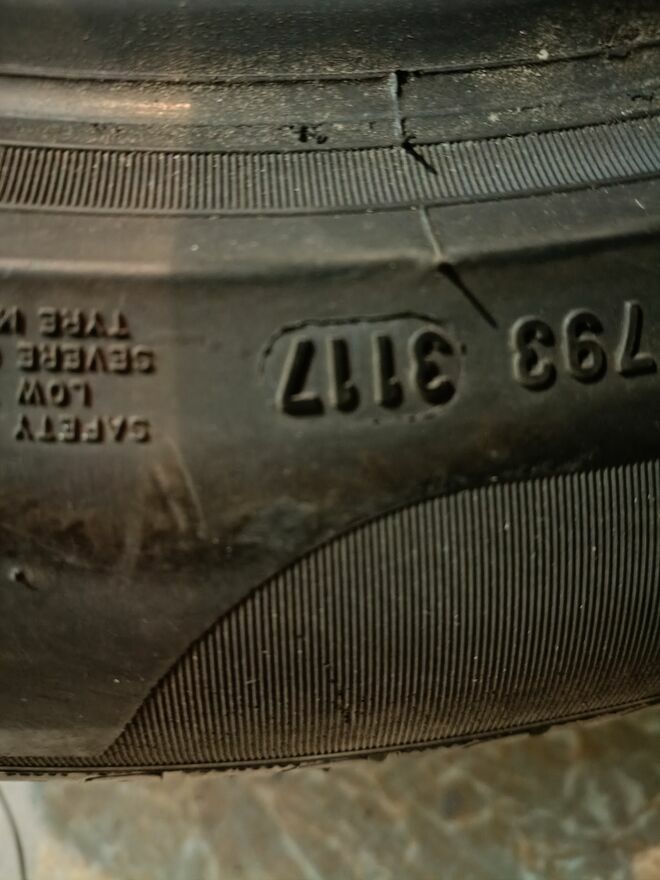 793 3117
SAFETY
LOW
SEVERE
TYRE